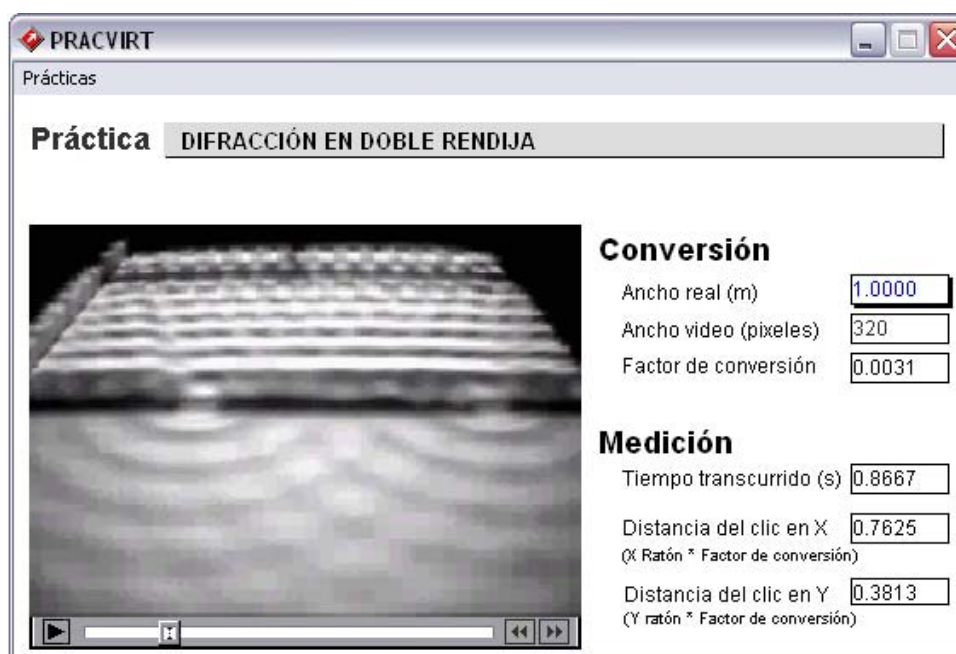 PRACVIRT
Prácticas
Práctica DIFRACCIÓN EN DOBLE RENDIJA
Conversión
Ancho real (m) 1.0000
Ancho video (pixeles) 320
Factor de conversión 0.0031
Medición
Tiempo transcurrido (s) 0.8667
Distancia del clic en X 0.7625
(X Ratón * Factor de conversión)
Distancia del clic en Y 0.3813
(Y ratón * Factor de conversión)